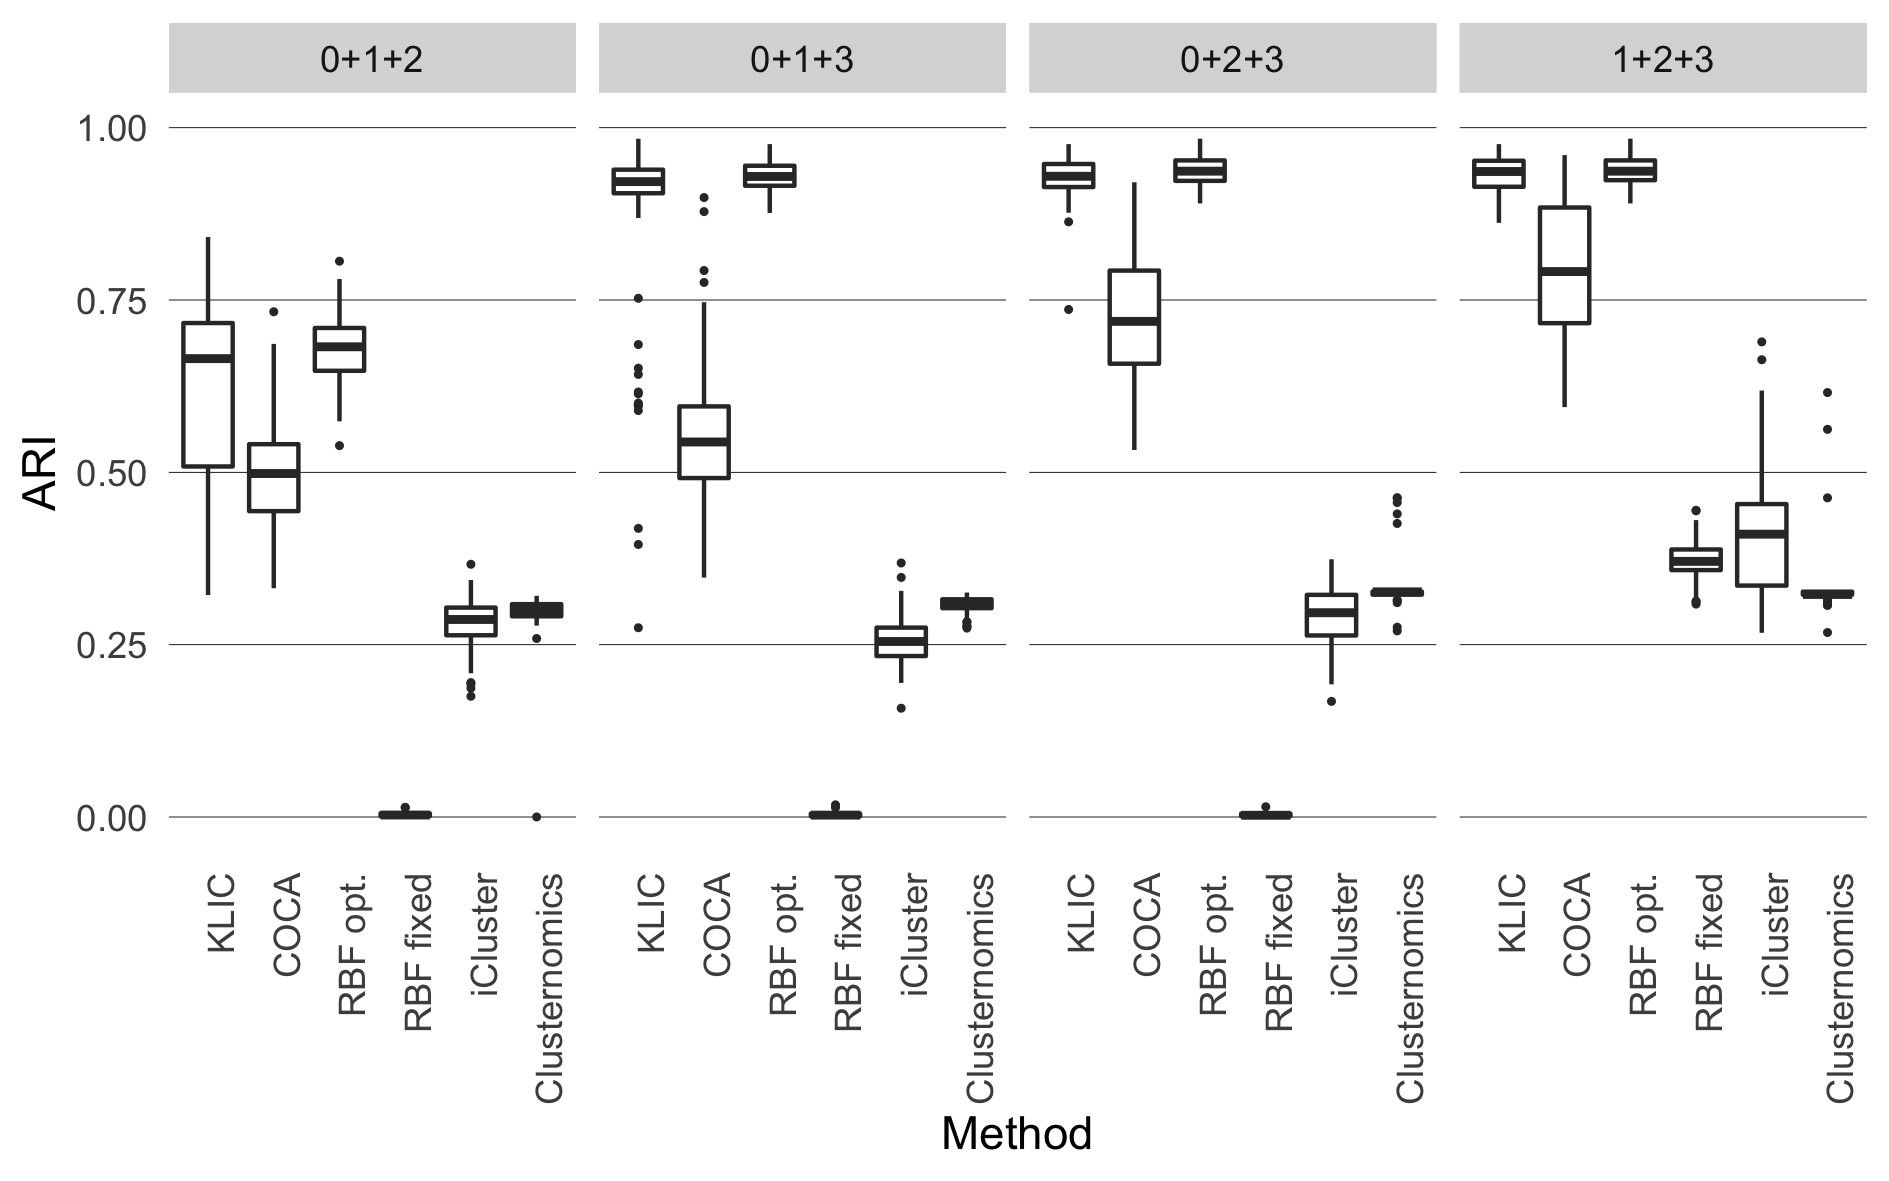 0+1+2 0+1+3 0+2+3 1+2+3
1.00
0.75
0.50
0.25
0.00
ARI
KLIC COCA RBF opt. RBF fixed iCluster Clusternomics KLIC COCA RBF opt. RBF fixed iCluster Clusternomics KLIC COCA RBF opt. RBF fixed iCluster Clusternomics KLIC COCA RBF opt. RBF fixed iCluster Clusternomics
Method